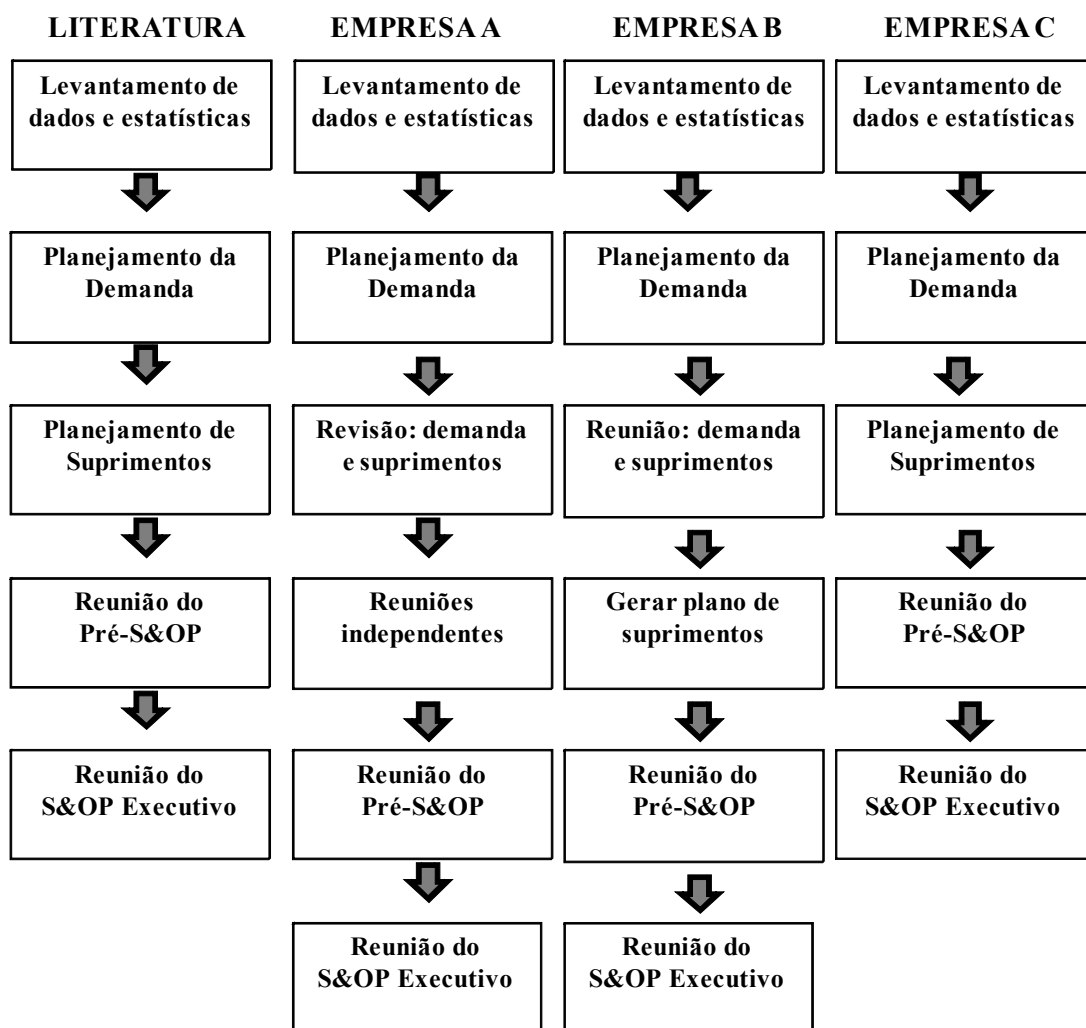 LITERATURA
EMPRESA A
EMPRESA B
EMPRESA C
Levantamento de
dados e estatísticas
Levantamento de
dados e estatísticas
Levantamento de
dados e estatísticas
Levantamento de
dados e estatísticas
Planejamento da
Demanda
Planejamento da
Demanda
Planejamento da
Demanda
Planejamento da
Demanda
Planejamento de
Suprimentos
Revisão: demanda
e suprimentos
Reunião: demanda
e suprimentos
Planejamento de
Suprimentos
Reunião do
Pré-S&OP
Reuniões
independentes
Gerar plano de
suprimentos
Reunião do
Pré-S&OP
Reunião do
S&OP Executivo
Reunião do
Pré-S&OP
Reunião do
Pré-S&OP
Reunião do
S&OP Executivo
Reunião do
S&OP Executivo
Reunião do
S&OP Executivo